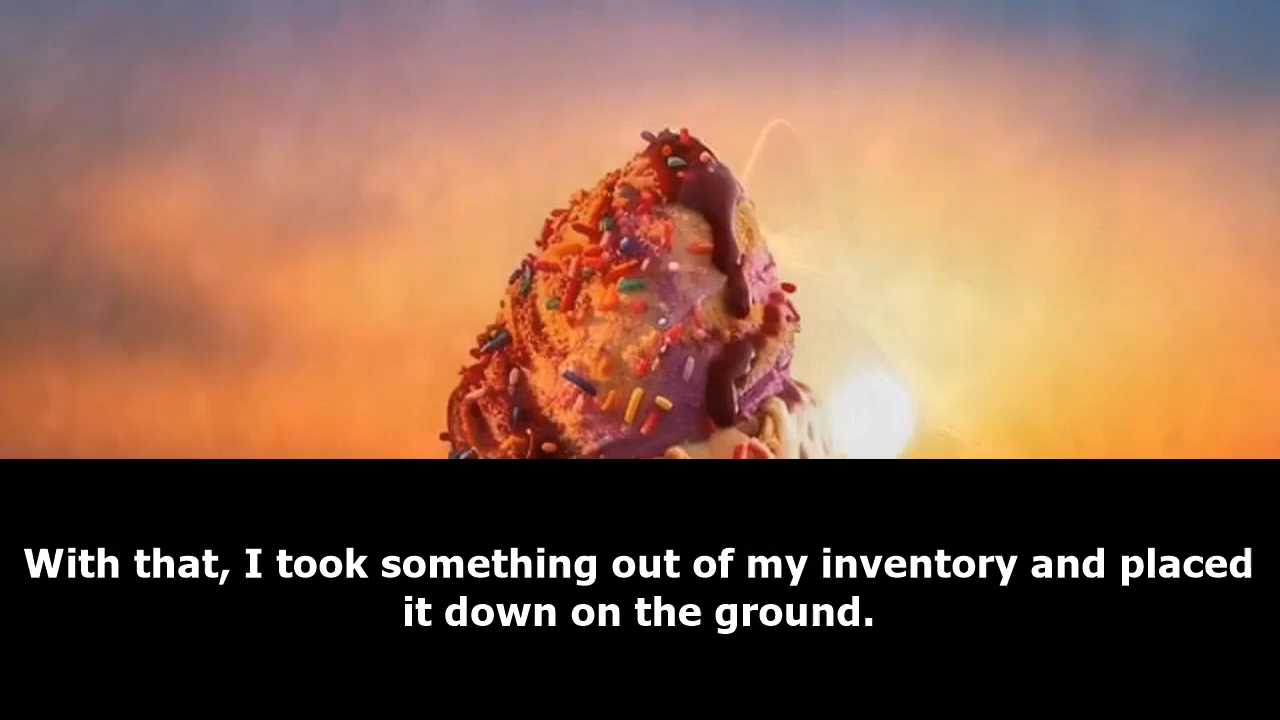 With that, I took something out of my inventory and placed
it down on the ground.